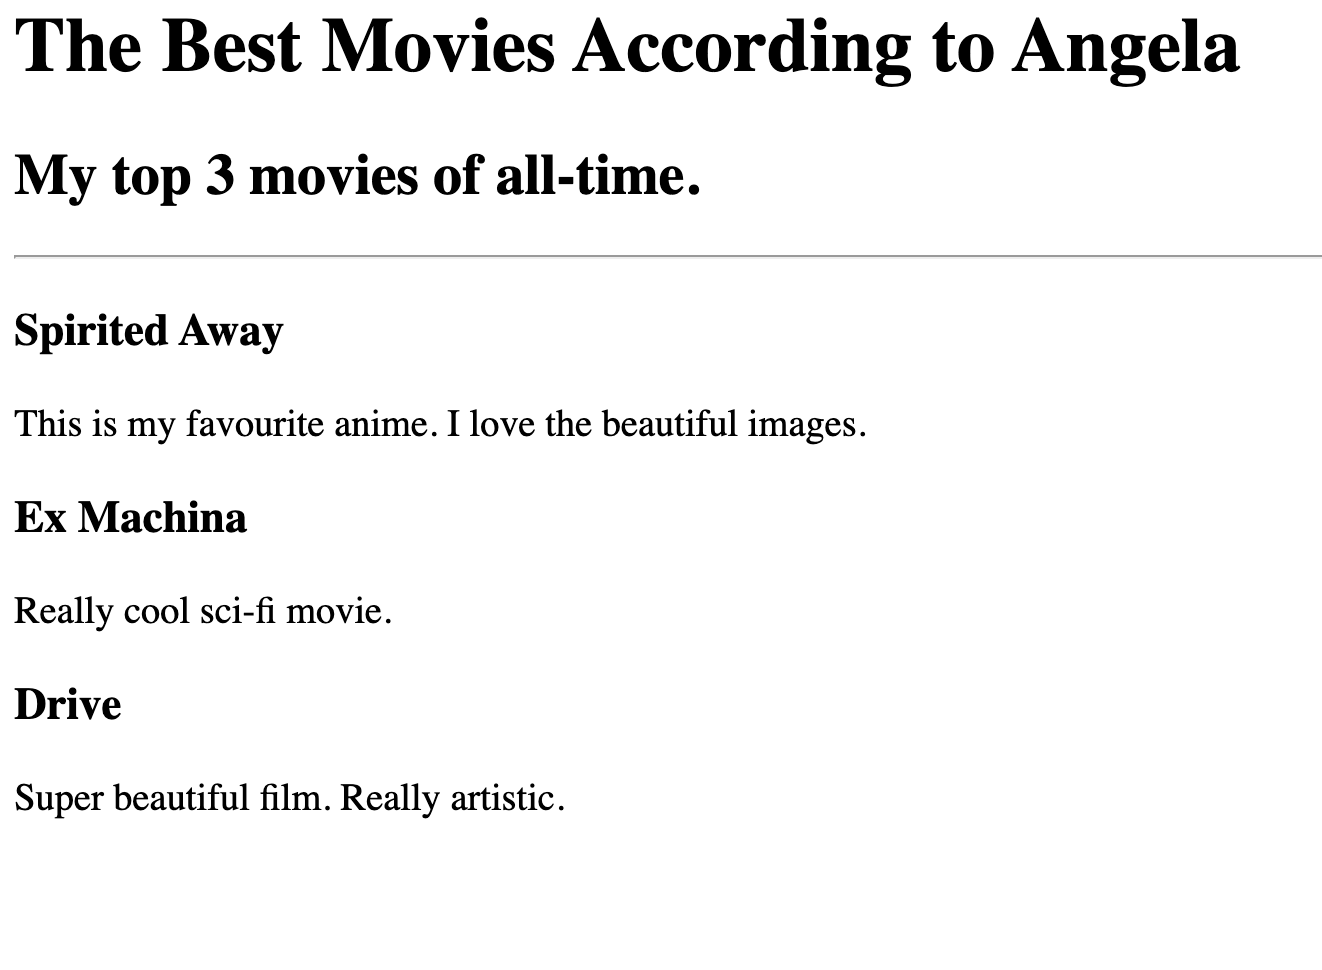 The Best Movies According to Angela
My top 3 movies of all-time.
Spirited Away
This is my favourite anime. I love the beautiful images.
Ex Machina
Really cool sci-fi movie.
Drive
Super beautiful film. Really artistic.